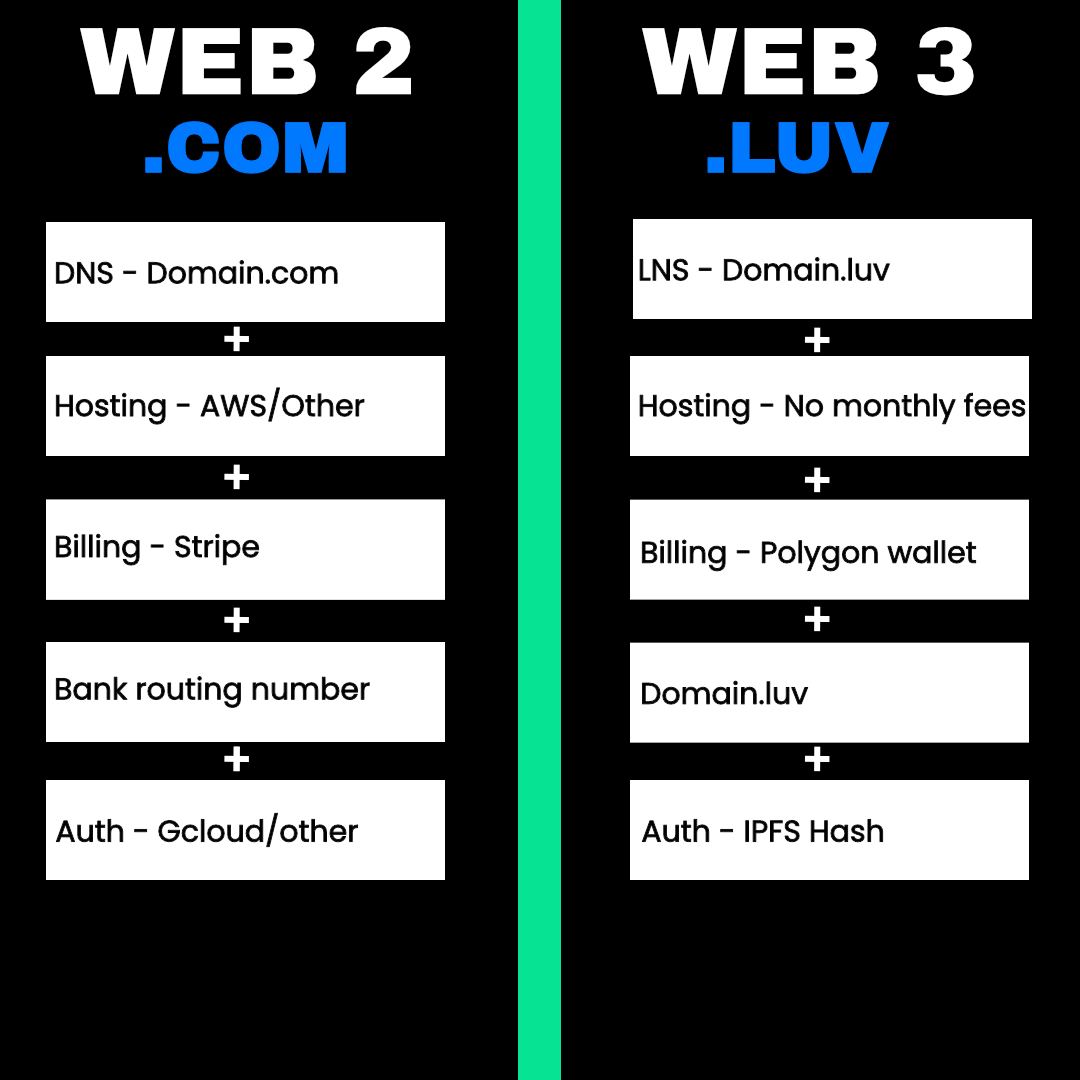 WEB 2
.COM
DNS - Domain.com
+
Hosting - AWS/Other
+
Billing - Stripe
+
Bank routing number
+
Auth - Gcloud/other
WEB 3
.LUV
LNS - Domain.luv
+
Hosting - No monthly fees
+
Billing - Polygon wallet
+
Domain.luv
+
Auth - IPFS Hash